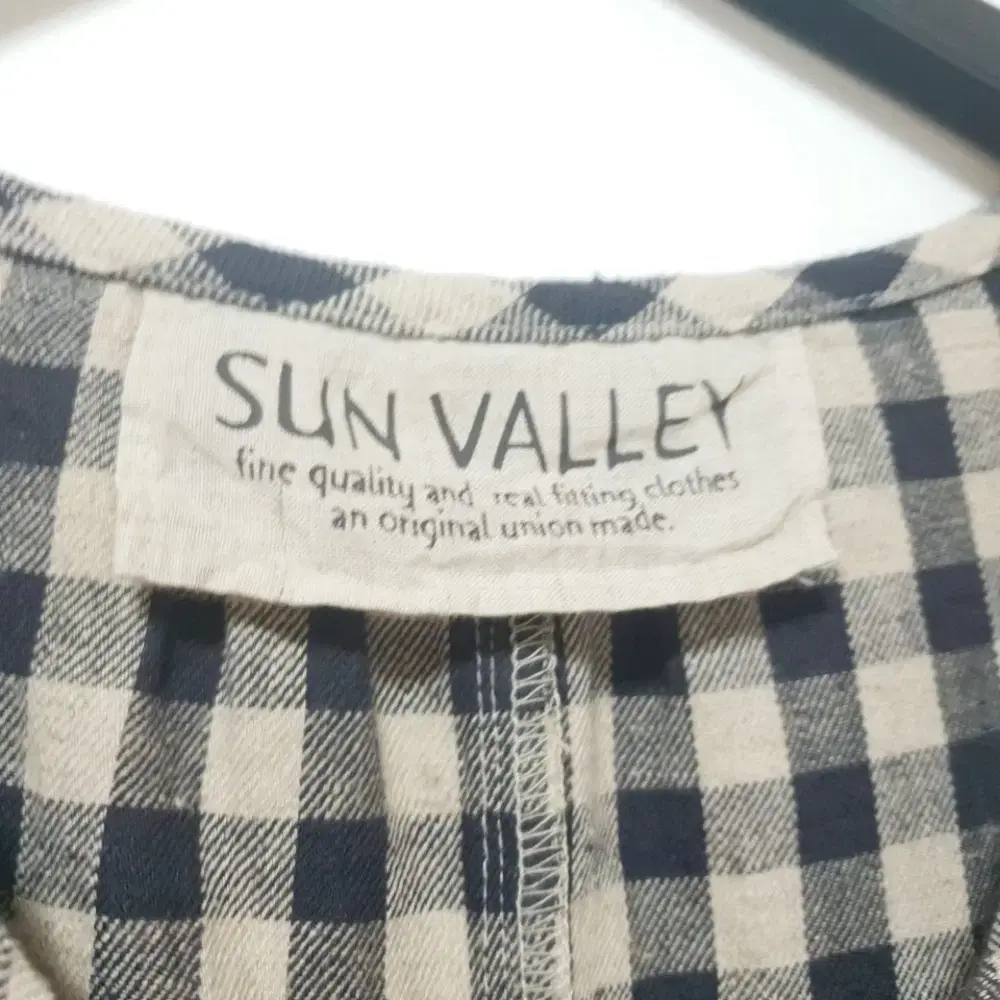 SUN VALLEY
fine quality and real fitting clothes
an original union made.